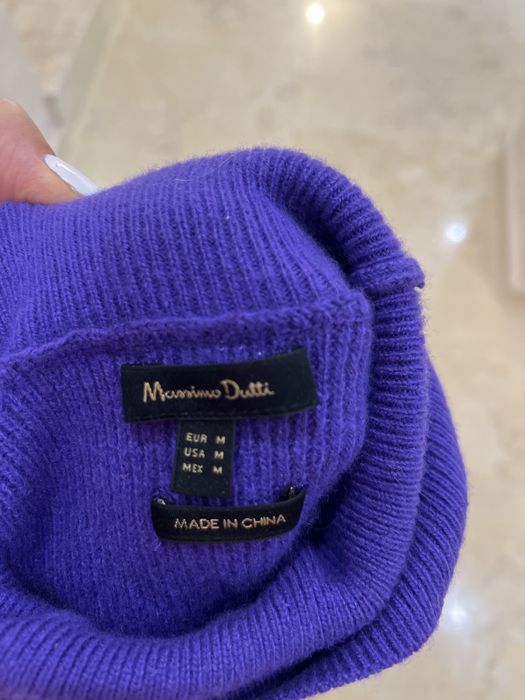 Massimo Dutti
EUR M
USA M
MEX M
MADE IN CHINA